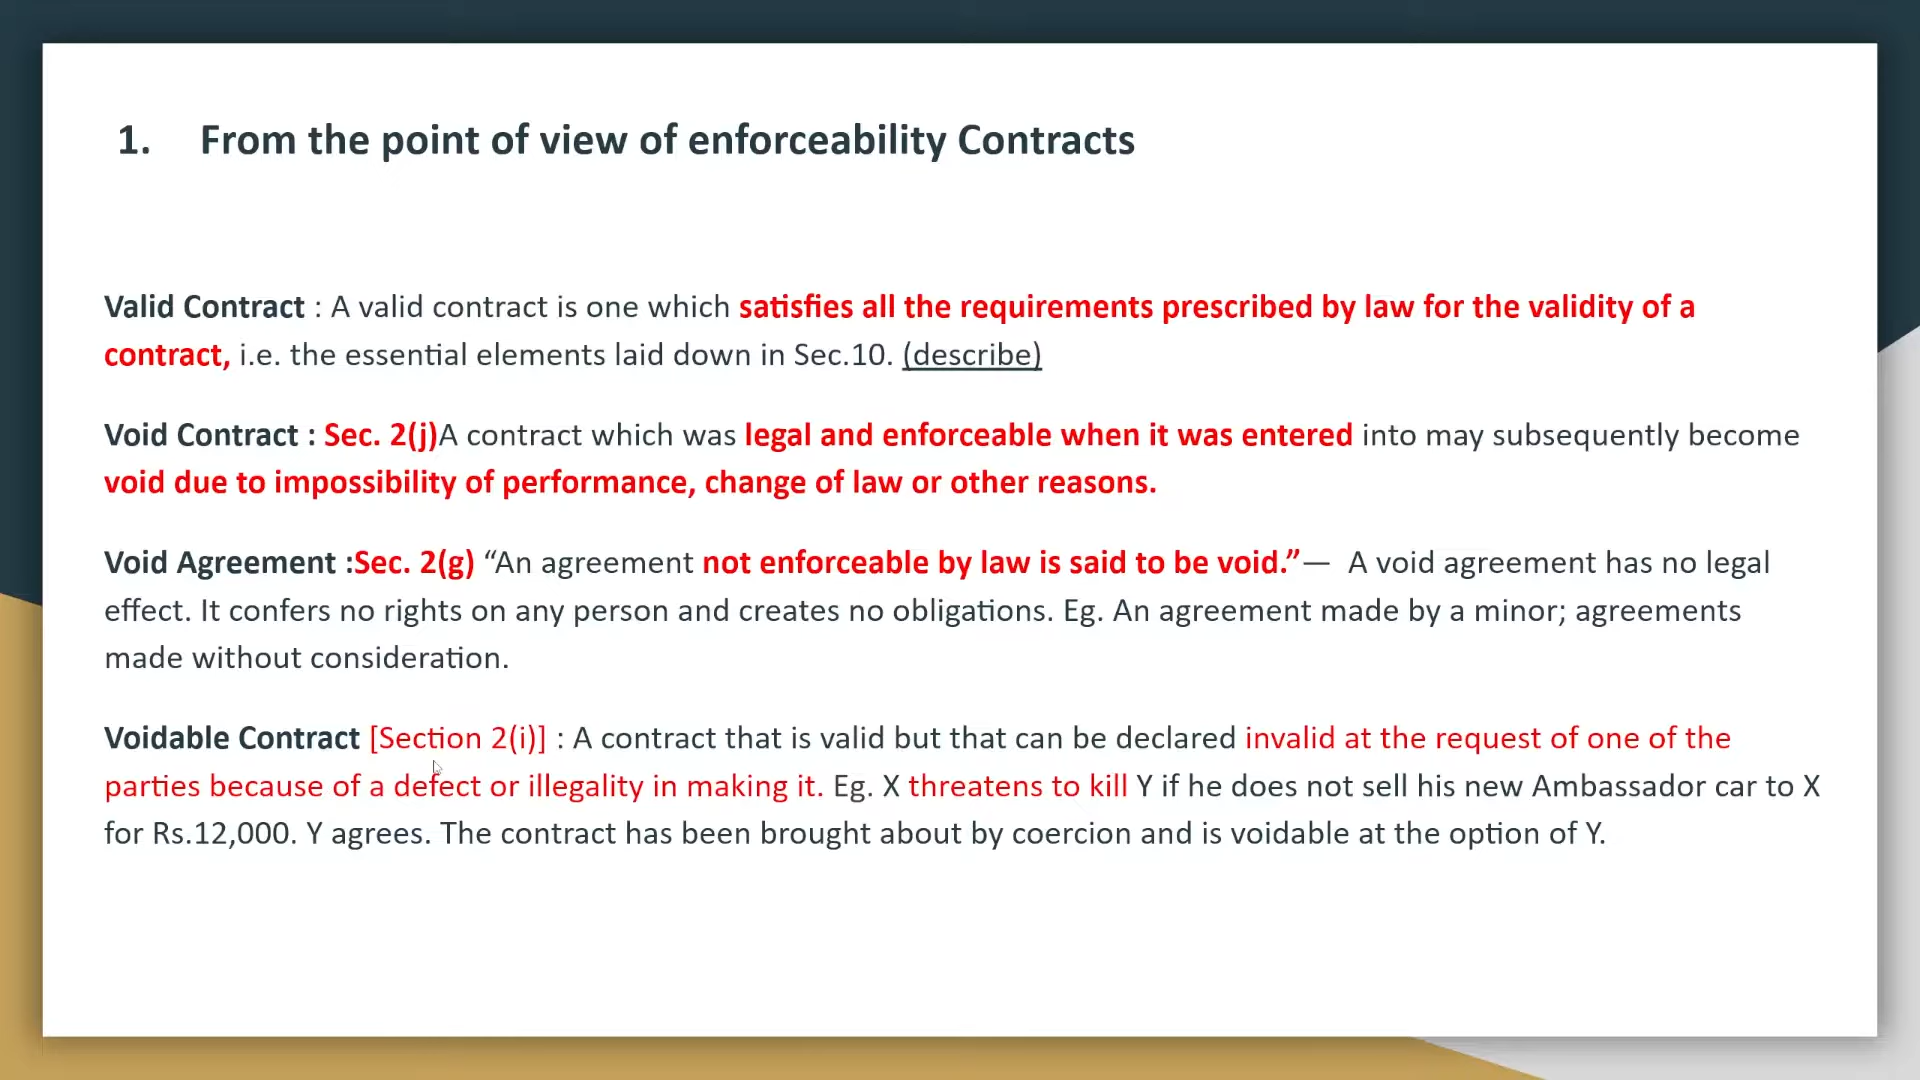 1. From the point of view of enforceability Contracts
Valid Contract : A valid contract is one which satisfies all the requirements prescribed by law for the validity of a
contract, i.e. the essential elements laid down in Sec.10. (describe)
Void Contract : Sec. 2(j)A contract which was legal and enforceable when it was entered into may subsequently become
void due to impossibility of performance, change of law or other reasons.
Void Agreement :Sec. 2(g) “An agreement not enforceable by law is said to be void.”— A void agreement has no legal
effect. It confers no rights on any person and creates no obligations. Eg. An agreement made by a minor; agreements
made without consideration.
Voidable Contract [Section 2(i)] : A contract that is valid but that can be declared invalid at the request of one of the
parties because of a defect or illegality in making it. Eg. X threatens to kill Y if he does not sell his new Ambassador car to X
for Rs.12,000. Y agrees. The contract has been brought about by coercion and is voidable at the option of Y.